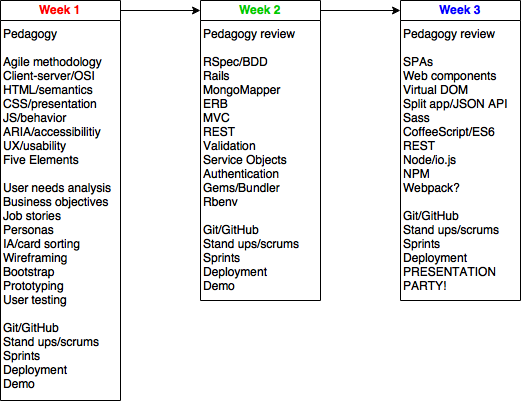 Week 1
Pedagogy
Agile methodology
Client-server/OSI
HTML/semantics
CSS/presentation
JS/behavior
ARIA/accessibilitiy
UX/usability
Five Elements
User needs analysis
Business objectives
Job stories
Personas
IA/card sorting
Wireframing
Bootstrap
Prototyping
User testing
Git/GitHub
Stand ups/scrums
Sprints
Deployment
Demo
Week 2
Pedagogy review
RSpec/BDD
Rails
MongoMapper
ERB
MVC
REST
Validation
Service Objects
Authentication
Gems/Bundler
Rbenv
Git/GitHub
Stand ups/scrums
Sprints
Deployment
Demo
Week 3
Pedagogy review
SPAs
Web components
Virtual DOM
Split app/JSON API
Sass
CoffeeScript/ES6
REST
Node/io.js
NPM
Webpack?
Git/GitHub
Stand ups/scrums
Sprints
Deployment
PRESENTATION
PARTY!